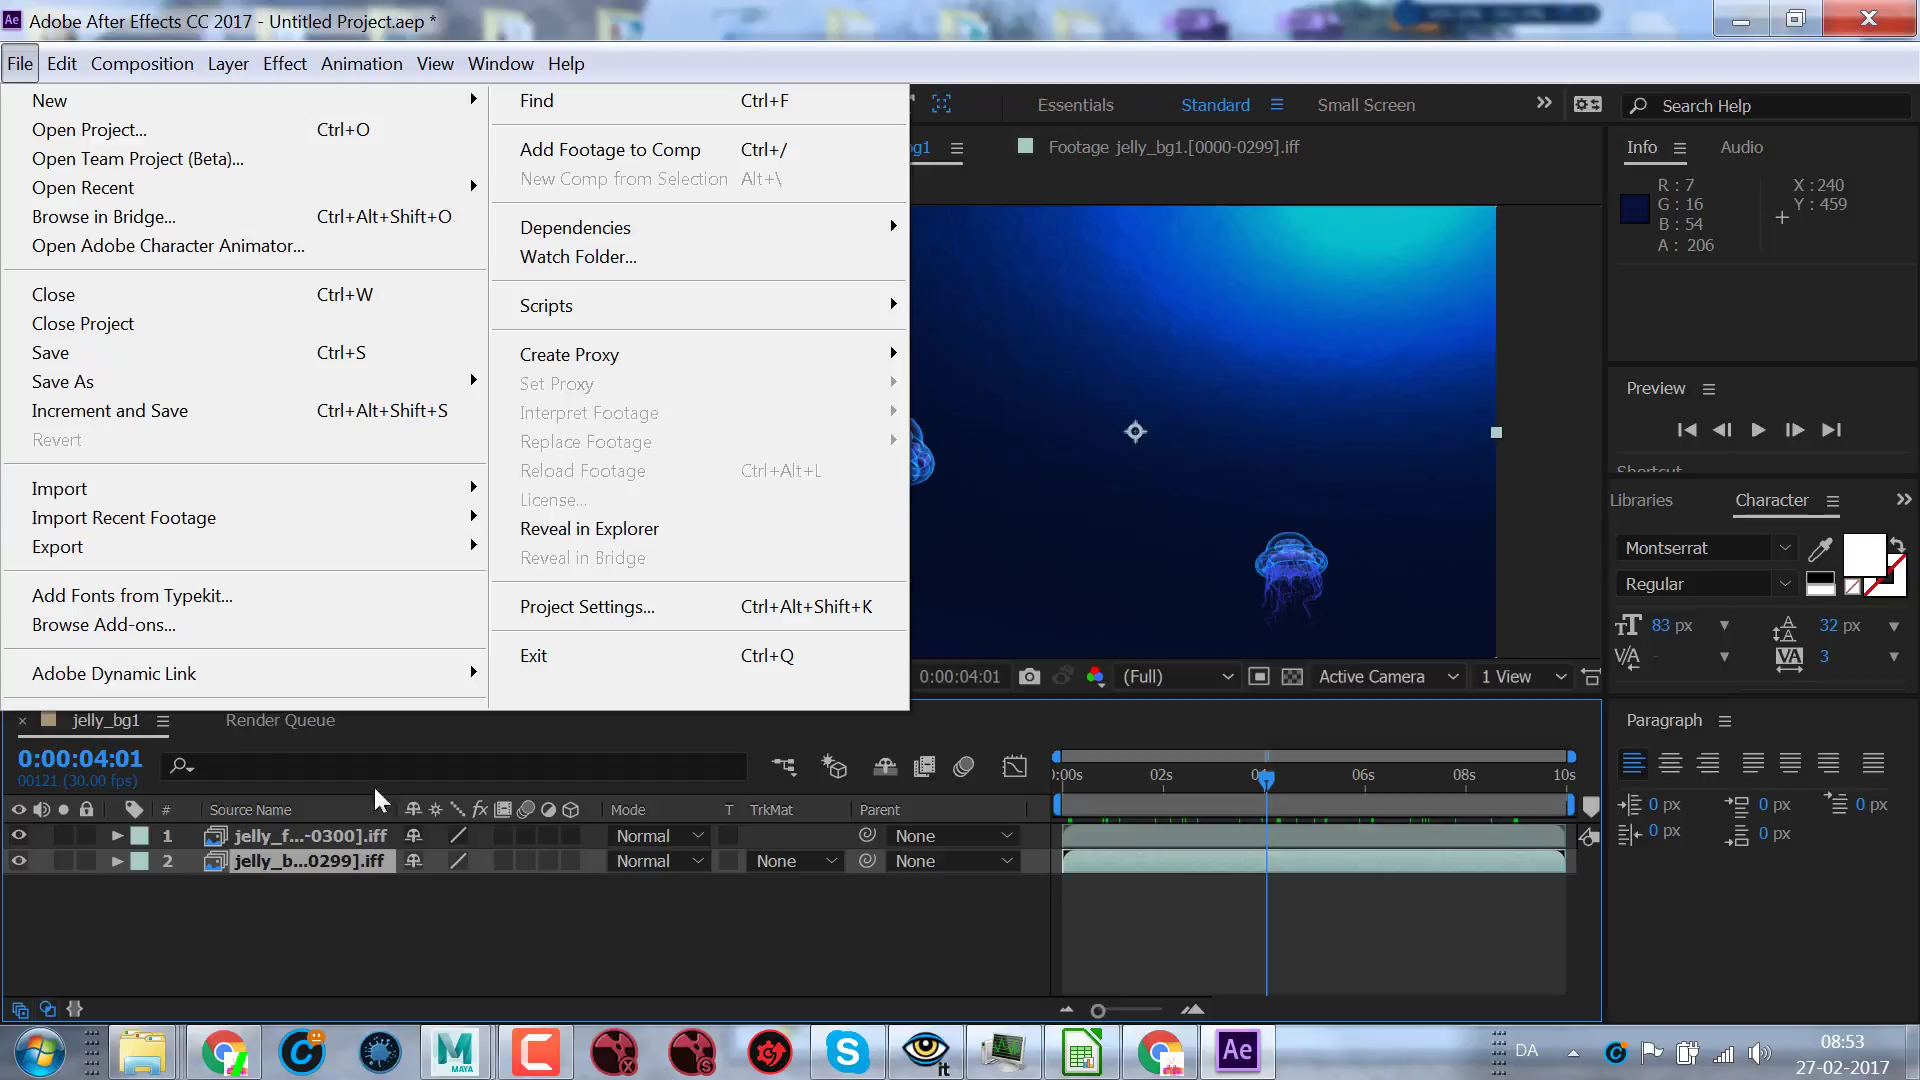 Adobe After Effects CC 2017 - Untitled Project.aep *
File Edit Composition Layer Effect Animation View Window Help
New
Open Project... Ctrl+O
Open Team Project (Beta)...
Open Recent
Browse in Bridge... Ctrl+Alt+Shift+O
Open Adobe Character Animator...
Close Ctrl+W
Close Project
Save Ctrl+S
Save As
Increment and Save Ctrl+Alt+Shift+S
Revert
Import
Import Recent Footage
Export
Add Fonts from Typekit...
Browse Add-ons...
Adobe Dynamic Link
Find Ctrl+F
Add Footage to Comp Ctrl+/
New Comp from Selection Alt+\
Dependencies
Watch Folder...
Scripts
Create Proxy
Set Proxy
Interpret Footage
Replace Footage
Reload Footage Ctrl+Alt+L
License...
Reveal in Explorer
Reveal in Bridge
Project Settings... Ctrl+Alt+Shift+K
Exit Ctrl+Q
Essentials Standard Small Screen Search Help
Footage jelly_bg1.[0000-0299].iff
Info Audio
R : 7
G : 16
B : 54
A : 206
X : 240
Y : 459
Preview
Shortcut
Libraries Character
Montserrat
Regular
83 px 32 px
- 3
0:00:04:01 (Full) Active Camera 1 View
jelly_bg1 Render Queue
0:00:04:01
00121 (30.00 fps)
# Source Name fx Mode T TrkMat Parent
1 jelly_f...-0300].iff Normal None
2 jelly_b...0299].iff Normal None None
):00s 02s 06s 08s 10s
Paragraph
0 px 0 px 0 px
0 px 0 px
MAYA
it
Ae
DA
08:53
27-02-2017